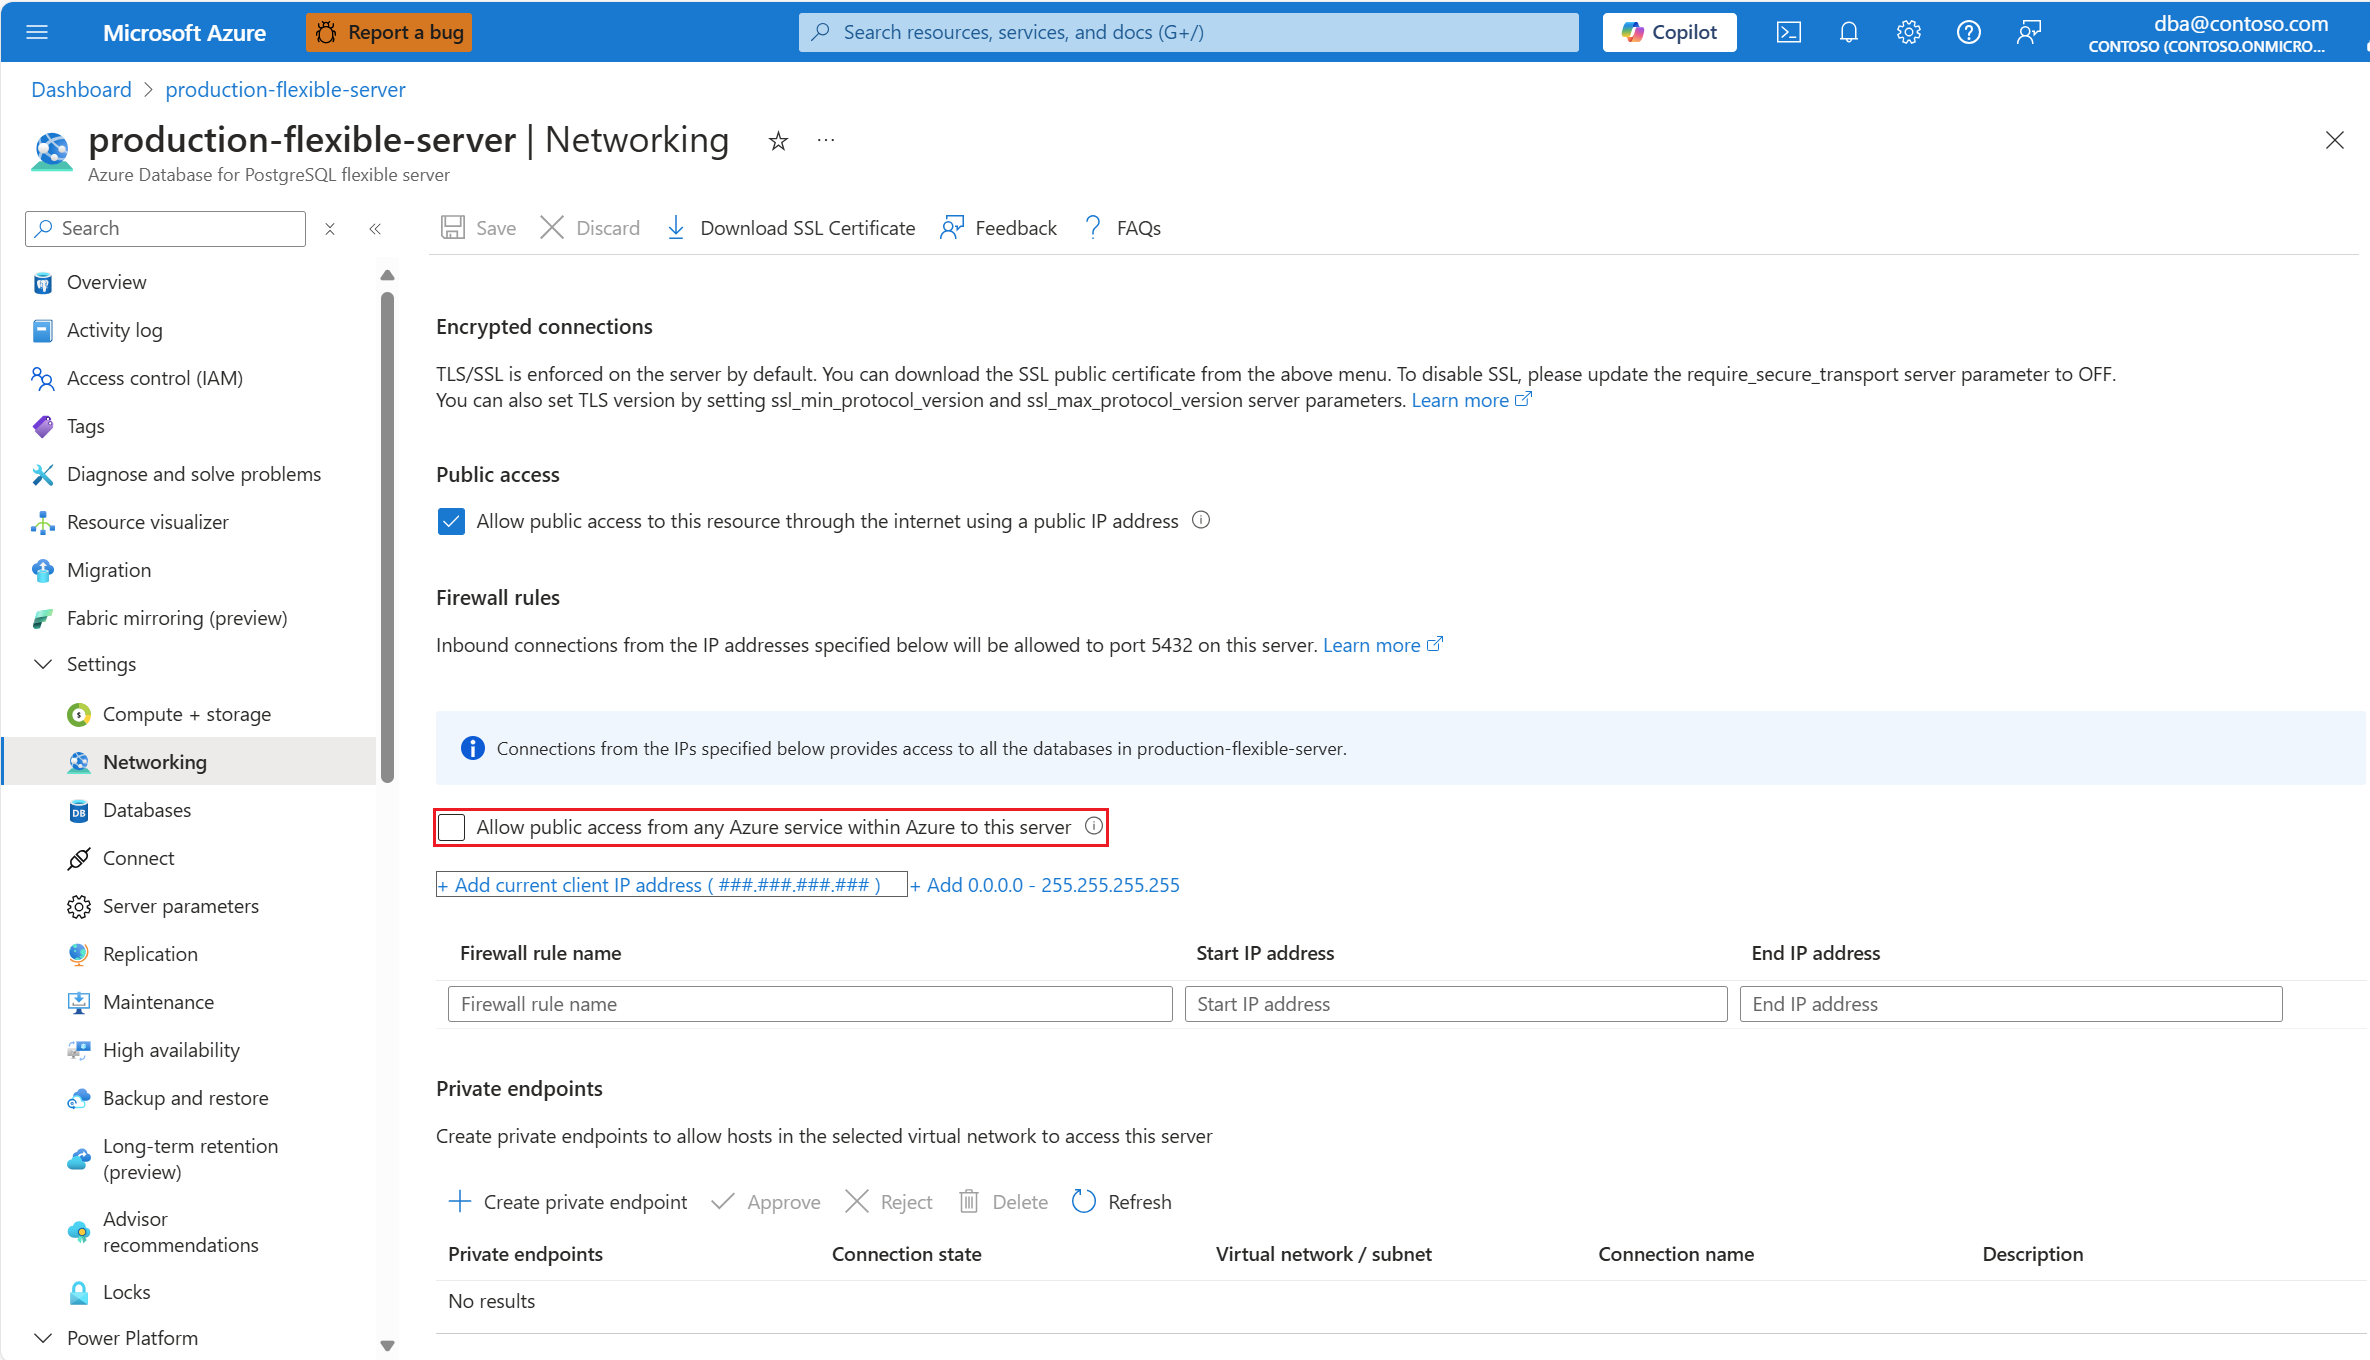 Microsoft Azure
Report a bug
Search resources, services, and docs (G+/)
Copilot
dba@contoso.com
CONTOSO (CONTOSO.ONMICRO...
Dashboard > production-flexible-server
production-flexible-server | Networking
Azure Database for PostgreSQL flexible server
Search
Save
Discard
Download SSL Certificate
Feedback
FAQs
Overview
Activity log
Access control (IAM)
Tags
Diagnose and solve problems
Resource visualizer
Migration
Fabric mirroring (preview)
Settings
Compute + storage
Networking
Databases
Connect
Server parameters
Replication
Maintenance
High availability
Backup and restore
Long-term retention
(preview)
Advisor
recommendations
Locks
Power Platform
Encrypted connections
TLS/SSL is enforced on the server by default. You can download the SSL public certificate from the above menu. To disable SSL, please update the require_secure_transport server parameter to OFF.
You can also set TLS version by setting ssl_min_protocol_version and ssl_max_protocol_version server parameters. Learn more
Public access
Allow public access to this resource through the internet using a public IP address
Firewall rules
Inbound connections from the IP addresses specified below will be allowed to port 5432 on this server. Learn more
Connections from the IPs specified below provides access to all the databases in production-flexible-server.
Allow public access from any Azure service within Azure to this server
+ Add current client IP address ( ###.###.###.### ) + Add 0.0.0.0 - 255.255.255.255
Firewall rule name Start IP address End IP address
Firewall rule name Start IP address End IP address
Private endpoints
Create private endpoints to allow hosts in the selected virtual network to access this server
Create private endpoint Approve Reject Delete Refresh
Private endpoints Connection state Virtual network / subnet Connection name Description
No results